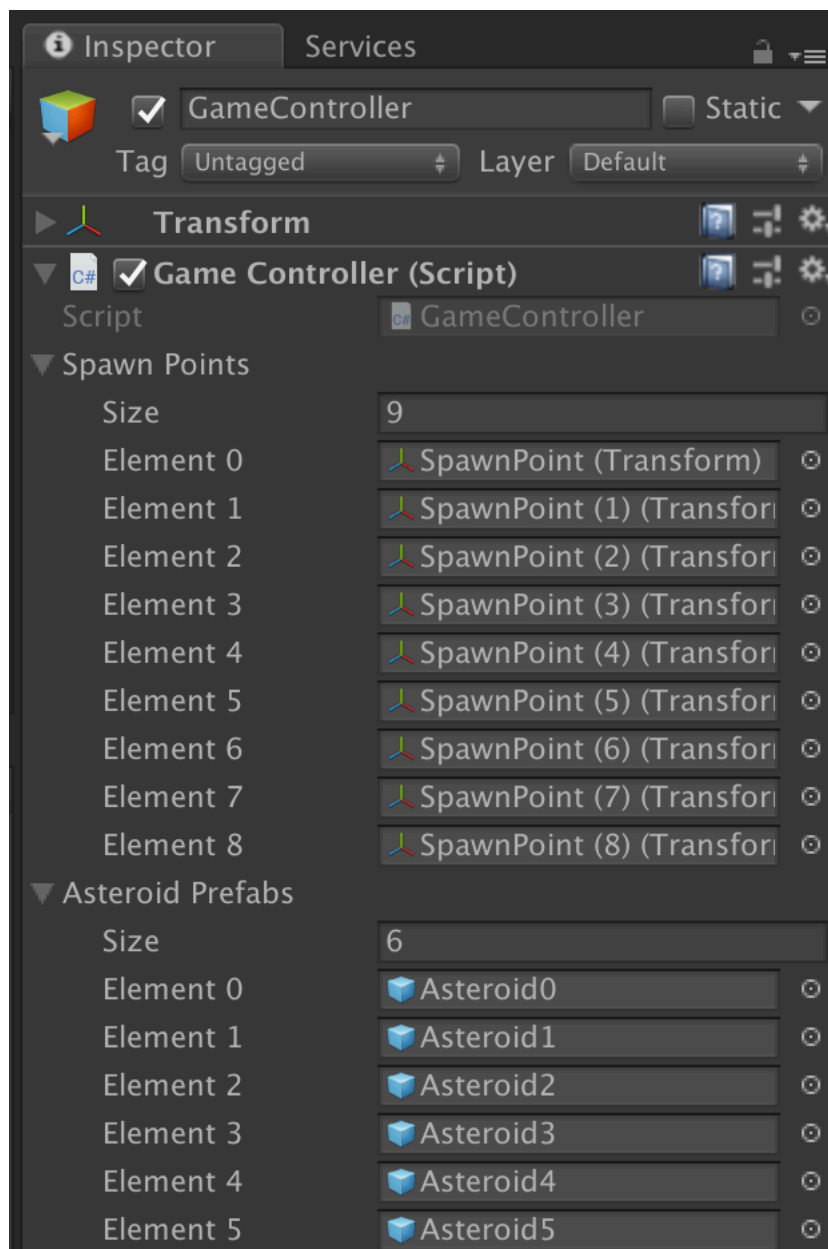 Inspector Services
GameController Static
Tag Untagged Layer Default
Transform
C# Game Controller (Script)
Script C# GameController
Spawn Points
Size 9
Element 0 SpawnPoint (Transform)
Element 1 SpawnPoint (1) (Transfor
Element 2 SpawnPoint (2) (Transfor
Element 3 SpawnPoint (3) (Transfor
Element 4 SpawnPoint (4) (Transfor
Element 5 SpawnPoint (5) (Transfor
Element 6 SpawnPoint (6) (Transfor
Element 7 SpawnPoint (7) (Transfor
Element 8 SpawnPoint (8) (Transfor
Asteroid Prefabs
Size 6
Element 0 Asteroid0
Element 1 Asteroid1
Element 2 Asteroid2
Element 3 Asteroid3
Element 4 Asteroid4
Element 5 Asteroid5